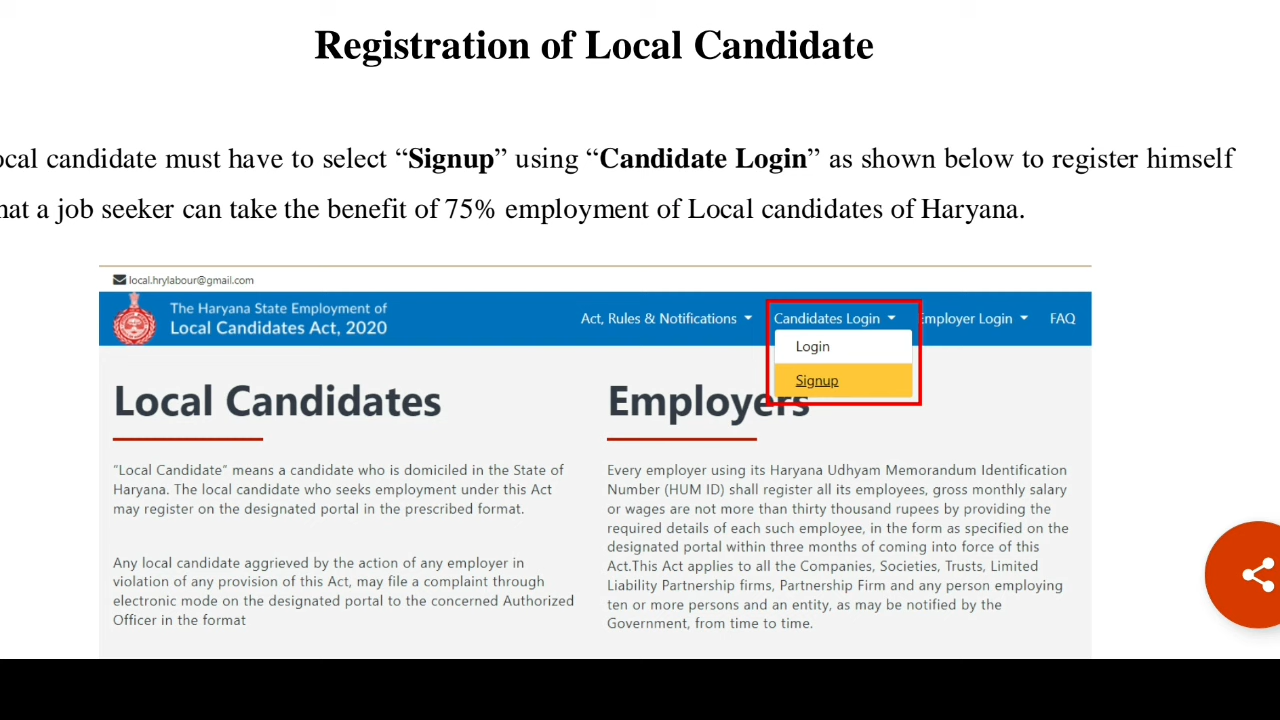 Registration of Local Candidate
ocal candidate must have to select “Signup” using “Candidate Login” as shown below to register himself
hat a job seeker can take the benefit of 75% employment of Local candidates of Haryana.
local.hrylabour@gmail.com
The Haryana State Employment of
Local Candidates Act, 2020
Act, Rules & Notifications
Candidates Login
Employer Login
FAQ
Login
Signup
Local Candidates
“Local Candidate” means a candidate who is domiciled in the State of
Haryana. The local candidate who seeks employment under this Act
may register on the designated portal in the prescribed format.
Any local candidate aggrieved by the action of any employer in
violation of any provision of this Act, may file a complaint through
electronic mode on the designated portal to the concerned Authorized
Officer in the format
Employers
Every employer using its Haryana Udhyam Memorandum Identification
Number (HUM ID) shall register all its employees, gross monthly salary
or wages are not more than thirty thousand rupees by providing the
required details of each such employee, in the form as specified on the
designated portal within three months of coming into force of this
Act.This Act applies to all the Companies, Societies, Trusts, Limited
Liability Partnership firms, Partnership Firm and any person employing
ten or more persons and an entity, as may be notified by the
Government, from time to time.